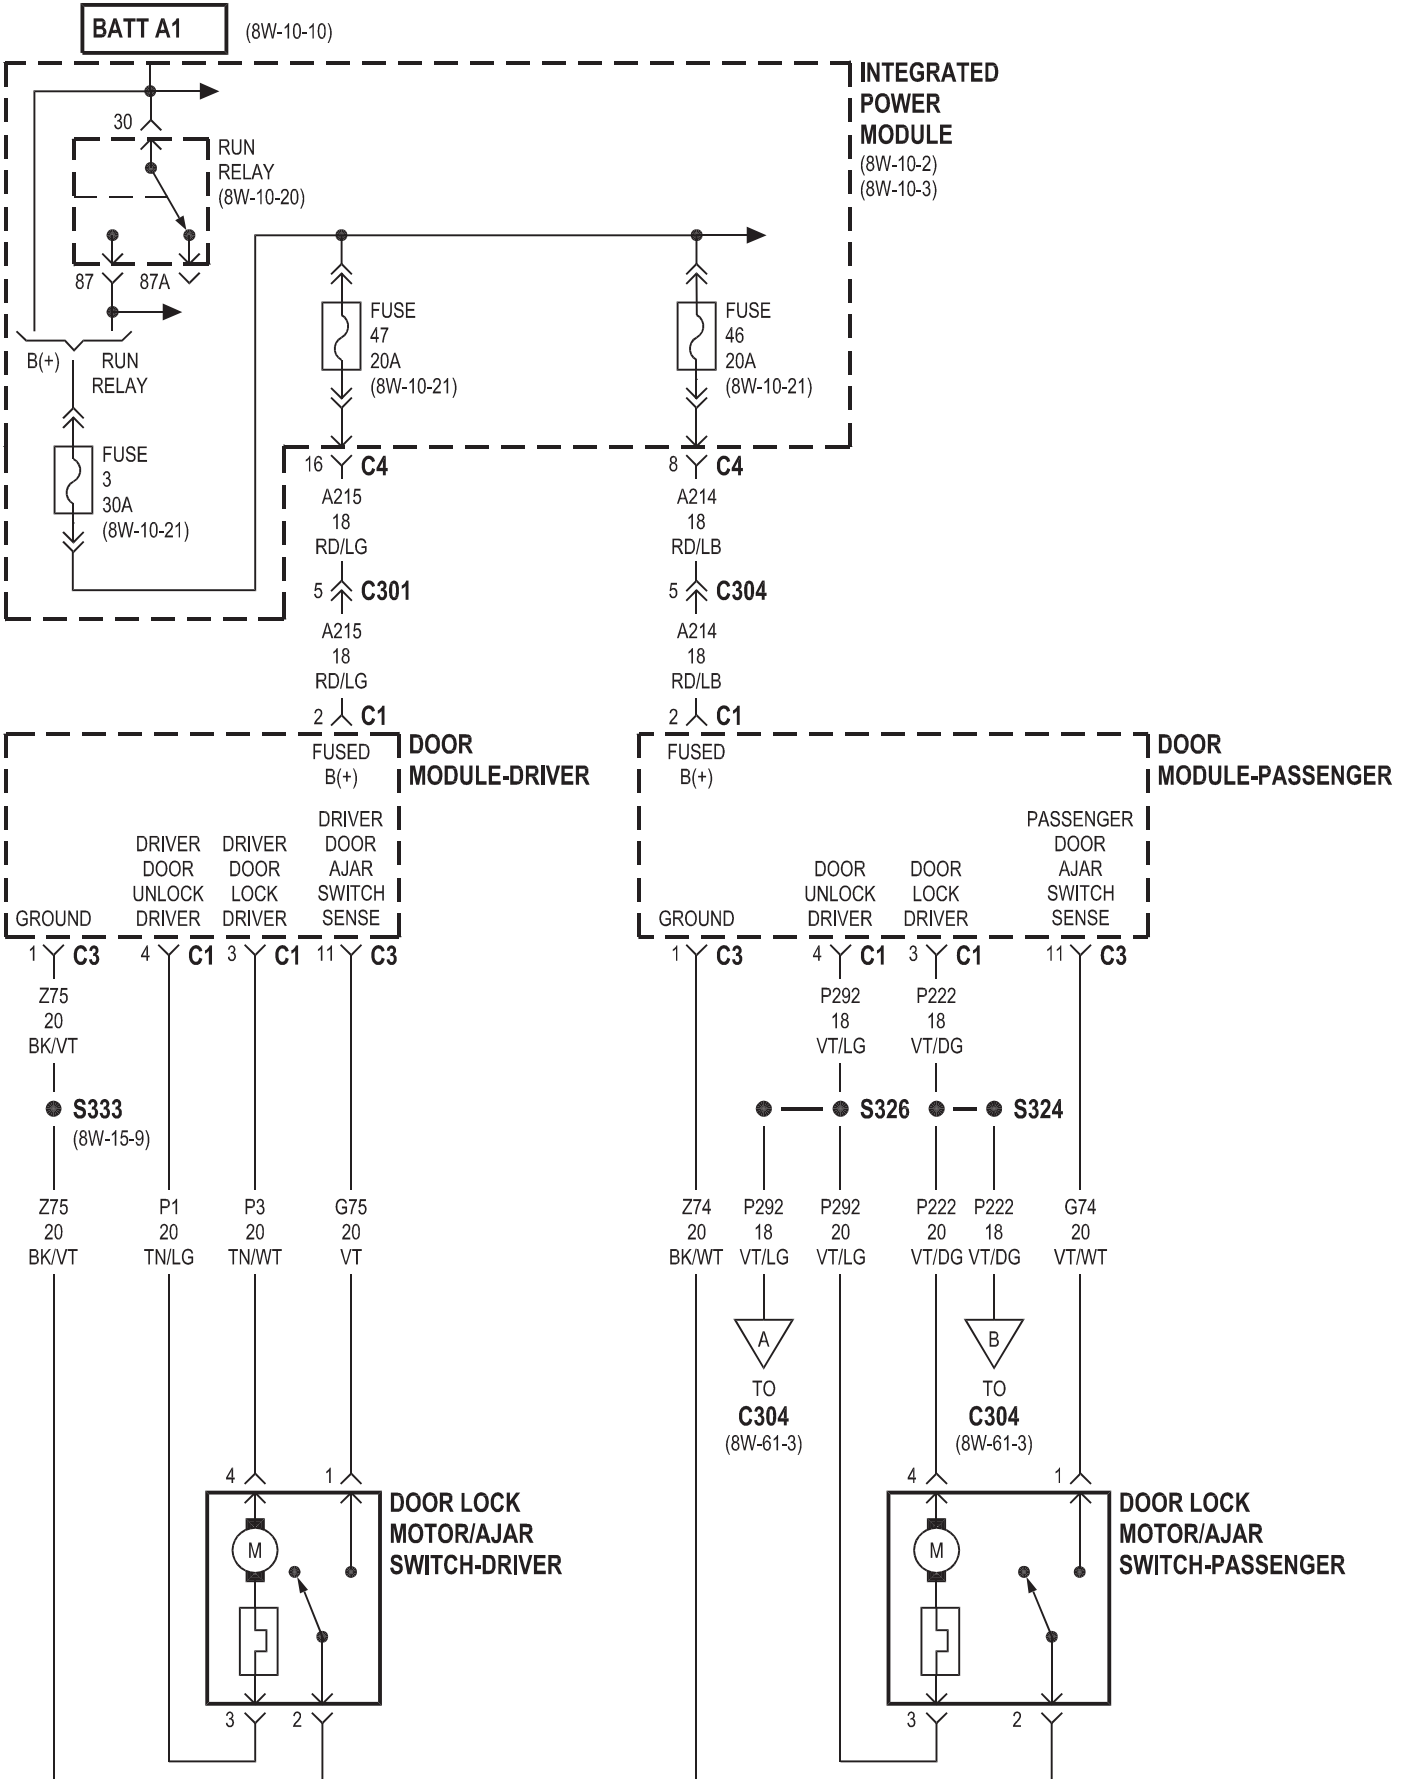 BATT A1
(8W-10-10)
INTEGRATED
POWER
MODULE
(8W-10-2)
(8W-10-3)
30
RUN
RELAY
(8W-10-20)
87
87A
B(+)
RUN
RELAY
FUSE
3
30A
(8W-10-21)
FUSE
47
20A
(8W-10-21)
FUSE
46
20A
(8W-10-21)
16
C4
A215
18
RD/LG
5
C301
A215
18
RD/LG
2
C1
8
C4
A214
18
RD/LB
5
C304
A214
18
RD/LB
2
C1
DOOR
MODULE-DRIVER
FUSED
B(+)
GROUND
DRIVER
DOOR
UNLOCK
DRIVER
DRIVER
DOOR
LOCK
DRIVER
DRIVER
DOOR
AJAR
SWITCH
SENSE
1
C3
4
C1
3
C1
11
C3
Z75
20
BK/VT
S333
(8W-15-9)
Z75
20
BK/VT
P1
20
TN/LG
P3
20
TN/WT
G75
20
VT
4
1
DOOR LOCK
MOTOR/AJAR
SWITCH-DRIVER
M
3
2
DOOR
MODULE-PASSENGER
FUSED
B(+)
GROUND
DOOR
UNLOCK
DRIVER
DOOR
LOCK
DRIVER
PASSENGER
DOOR
AJAR
SWITCH
SENSE
1
C3
4
C1
3
C1
11
C3
P292
18
VT/LG
P222
18
VT/DG
S326
S324
Z74
20
BK/WT
P292
18
VT/LG
P292
20
VT/LG
P222
20
VT/DG
P222
18
VT/DG
G74
20
VT/WT
A
TO
C304
(8W-61-3)
B
TO
C304
(8W-61-3)
4
1
DOOR LOCK
MOTOR/AJAR
SWITCH-PASSENGER
M
3
2